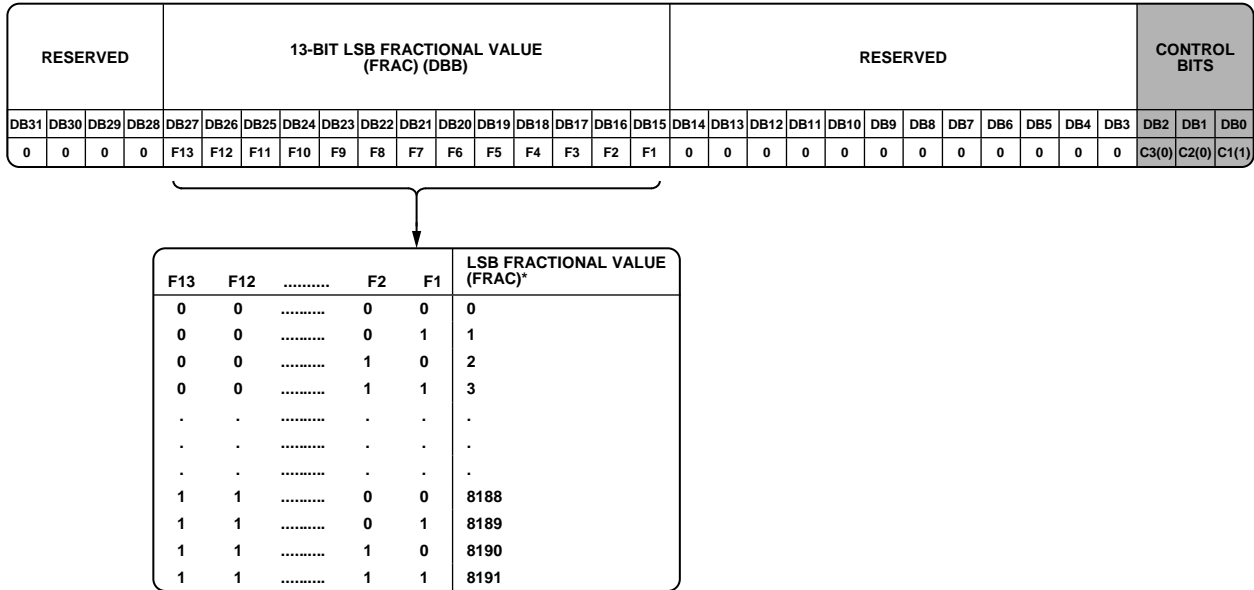 RESERVED
13-BIT LSB FRACTIONAL VALUE
(FRAC) (DBB)
RESERVED
CONTROL
BITS
DB31 DB30 DB29 DB28 DB27 DB26 DB25 DB24 DB23 DB22 DB21 DB20 DB19 DB18 DB17 DB16 DB15 DB14 DB13 DB12 DB11 DB10 DB9 DB8 DB7 DB6 DB5 DB4 DB3 DB2 DB1 DB0
0 0 0 0 F13 F12 F11 F10 F9 F8 F7 F6 F5 F4 F3 F2 F1 0 0 0 0 0 0 0 0 0 0 0 0 C3(0) C2(0) C1(1)
F13 F12 .......... F2 F1 LSB FRACTIONAL VALUE
(FRAC)*
0 0 .......... 0 0 0
0 0 .......... 0 1 1
0 0 .......... 1 0 2
0 0 .......... 1 1 3
. . .......... . . .
. . .......... . . .
. . .......... . . .
1 1 .......... 0 0 8188
1 1 .......... 0 1 8189
1 1 .......... 1 0 8190
1 1 .......... 1 1 8191